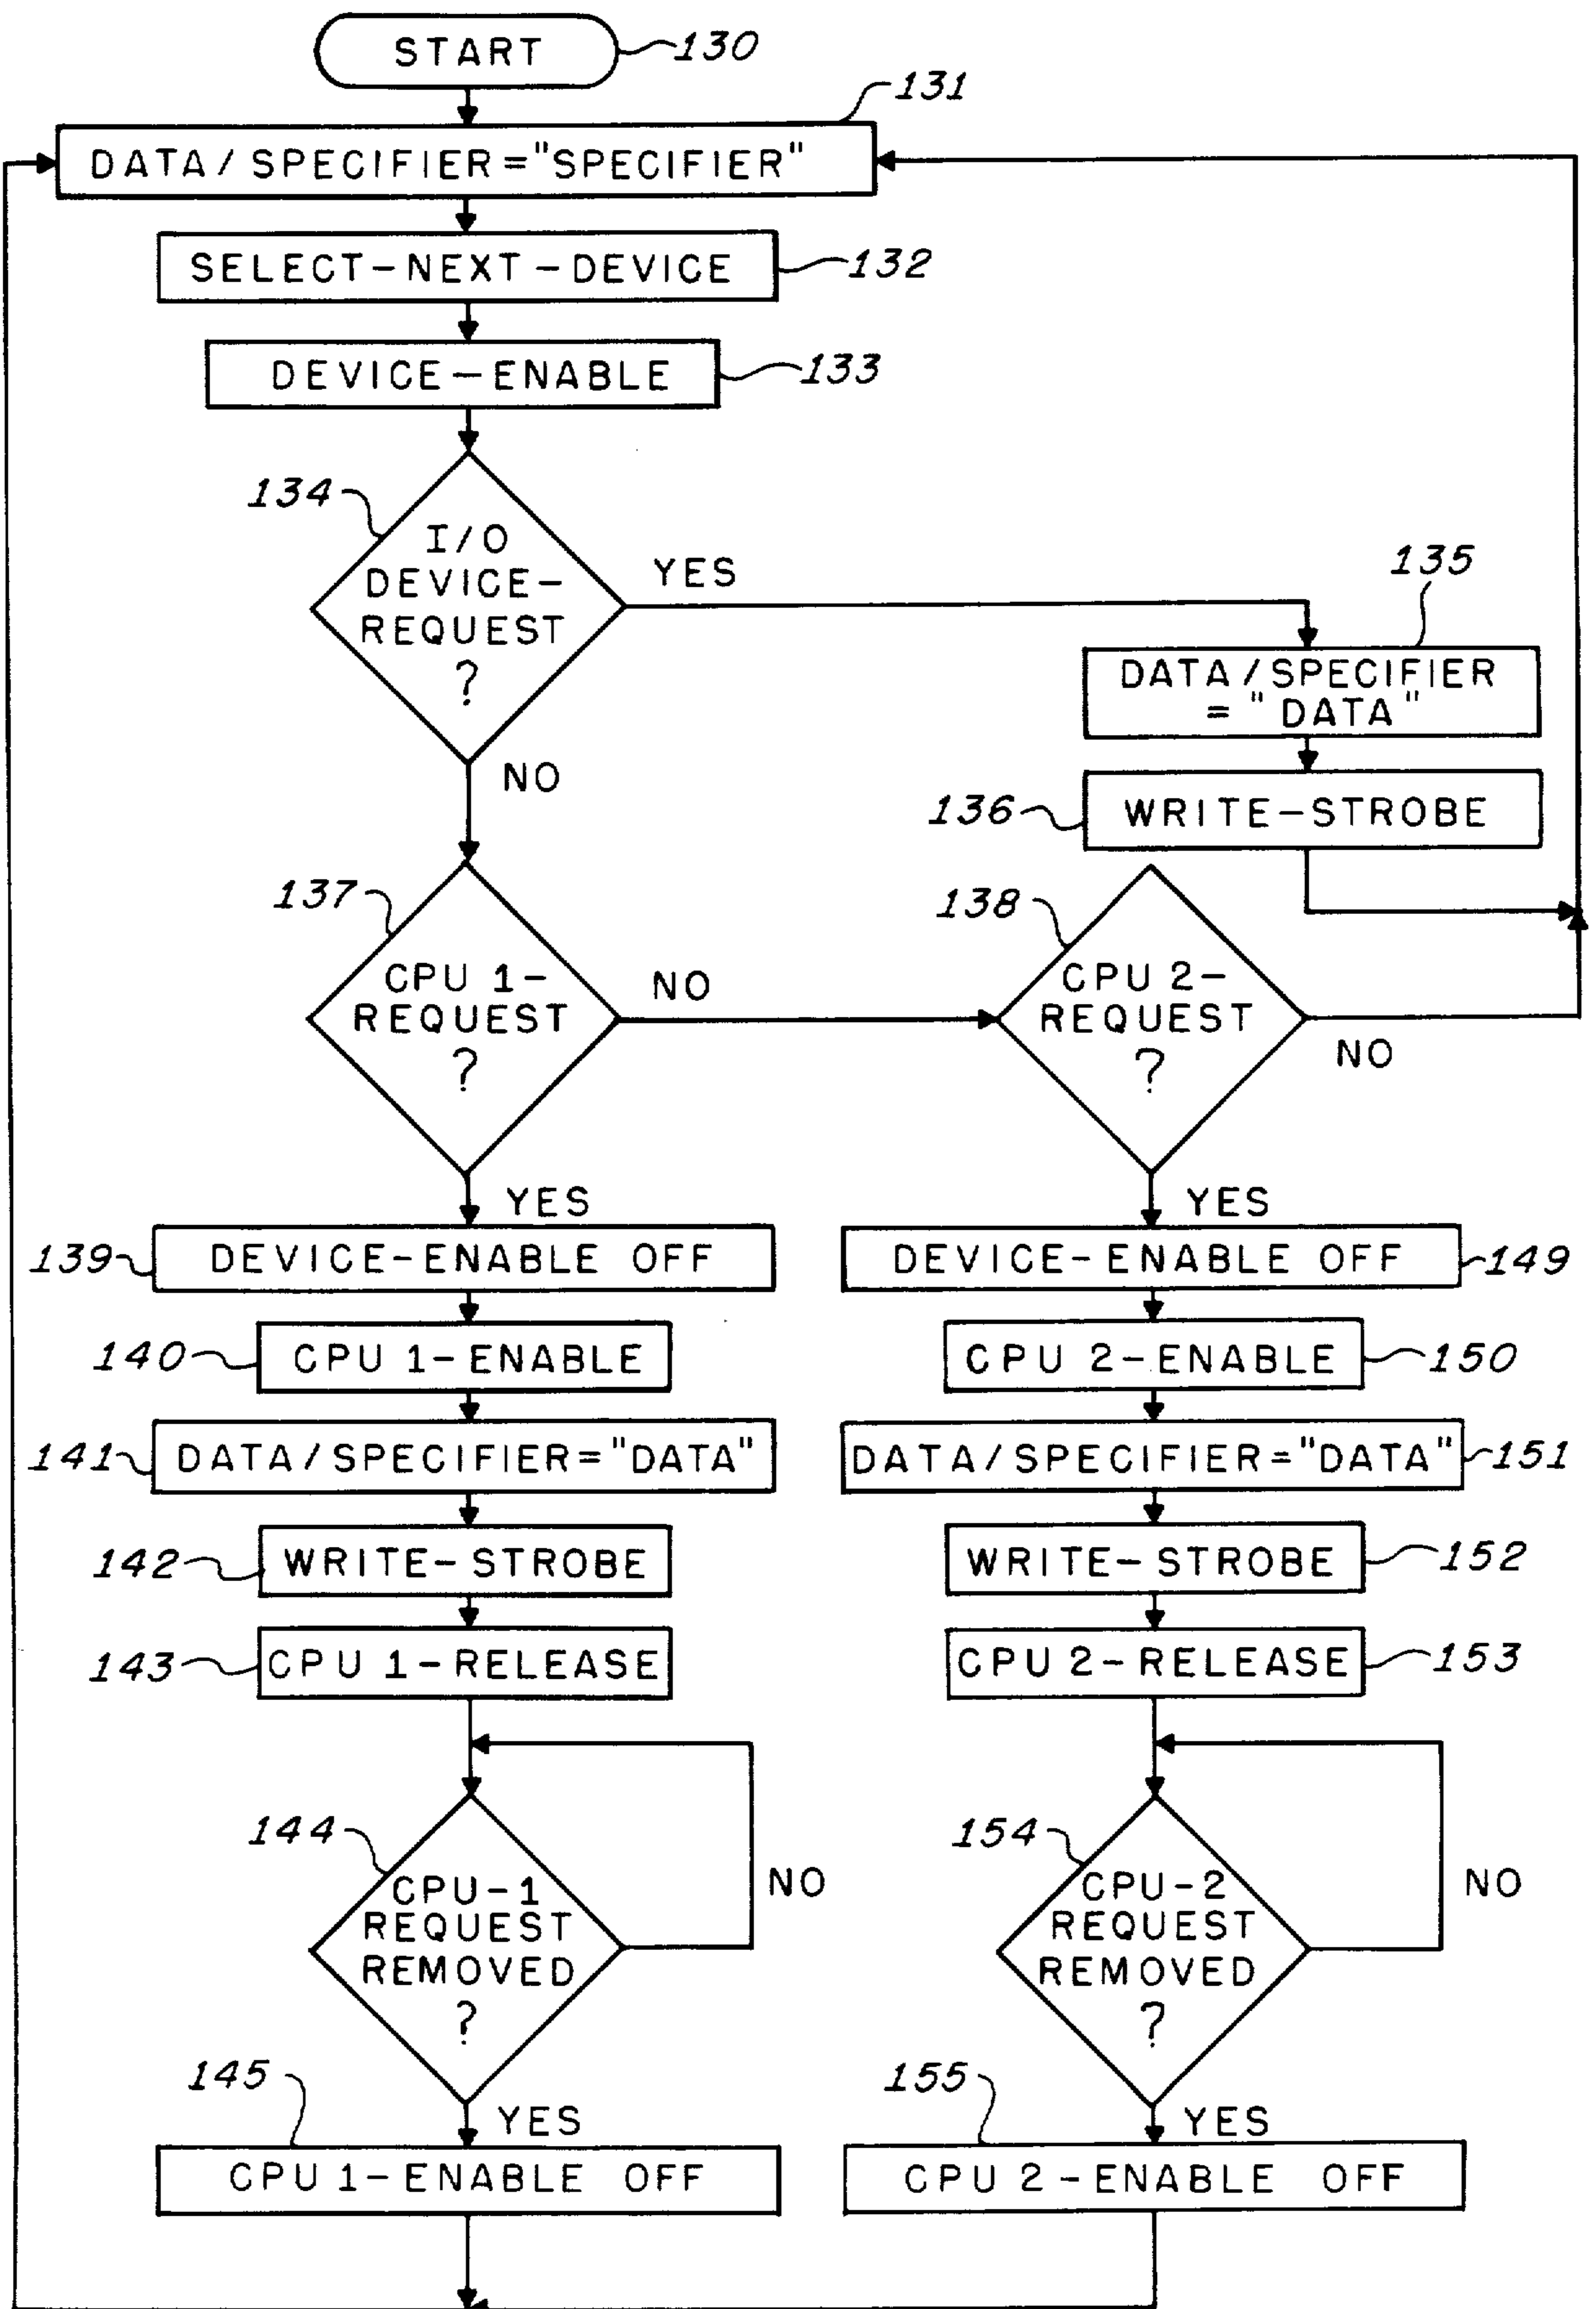 START
130
131
DATA/SPECIFIER="SPECIFIER"
SELECT-NEXT-DEVICE
132
DEVICE-ENABLE
133
134
I/O
DEVICE-
REQUEST
?
YES
NO
135
DATA/SPECIFIER
="DATA"
136
WRITE-STROBE
137
CPU 1-
REQUEST
?
NO
YES
138
CPU 2-
REQUEST
?
NO
YES
139
DEVICE-ENABLE OFF
140
CPU 1-ENABLE
141
DATA/SPECIFIER="DATA"
142
WRITE-STROBE
143
CPU 1-RELEASE
144
CPU-1
REQUEST
REMOVED
?
NO
YES
145
CPU 1-ENABLE OFF
DEVICE-ENABLE OFF
149
CPU 2-ENABLE
150
DATA/SPECIFIER="DATA"
151
WRITE-STROBE
152
CPU 2-RELEASE
153
154
CPU-2
REQUEST
REMOVED
?
NO
YES
155
CPU 2-ENABLE OFF